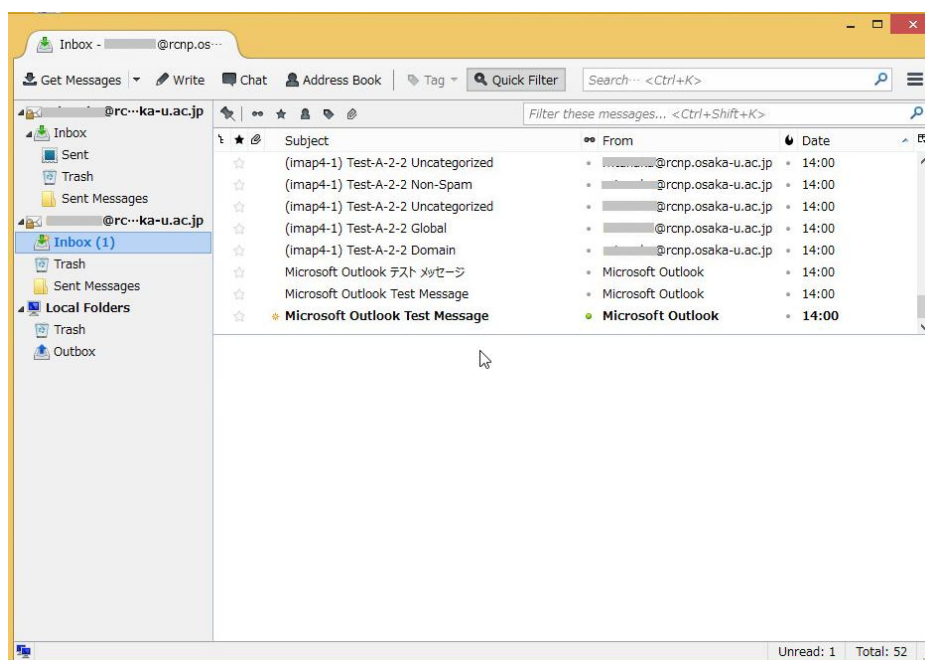 Inbox - @rcnp.os…
Get Messages Write Chat Address Book Tag Quick Filter Search… <Ctrl+K>
@rc…ka-u.ac.jp
Filter these messages... <Ctrl+Shift+K>
Inbox
Sent
Trash
Sent Messages
@rc…ka-u.ac.jp
Inbox (1)
Trash
Sent Messages
Local Folders
Trash
Outbox
Subject From Date
(imap4-1) Test-A-2-2 Uncategorized @rcnp.osaka-u.ac.jp 14:00
(imap4-1) Test-A-2-2 Non-Spam @rcnp.osaka-u.ac.jp 14:00
(imap4-1) Test-A-2-2 Uncategorized @rcnp.osaka-u.ac.jp 14:00
(imap4-1) Test-A-2-2 Global @rcnp.osaka-u.ac.jp 14:00
(imap4-1) Test-A-2-2 Domain @rcnp.osaka-u.ac.jp 14:00
Microsoft Outlook テスト メッセージ Microsoft Outlook 14:00
Microsoft Outlook Test Message Microsoft Outlook 14:00
Microsoft Outlook Test Message Microsoft Outlook 14:00
Unread: 1 Total: 52